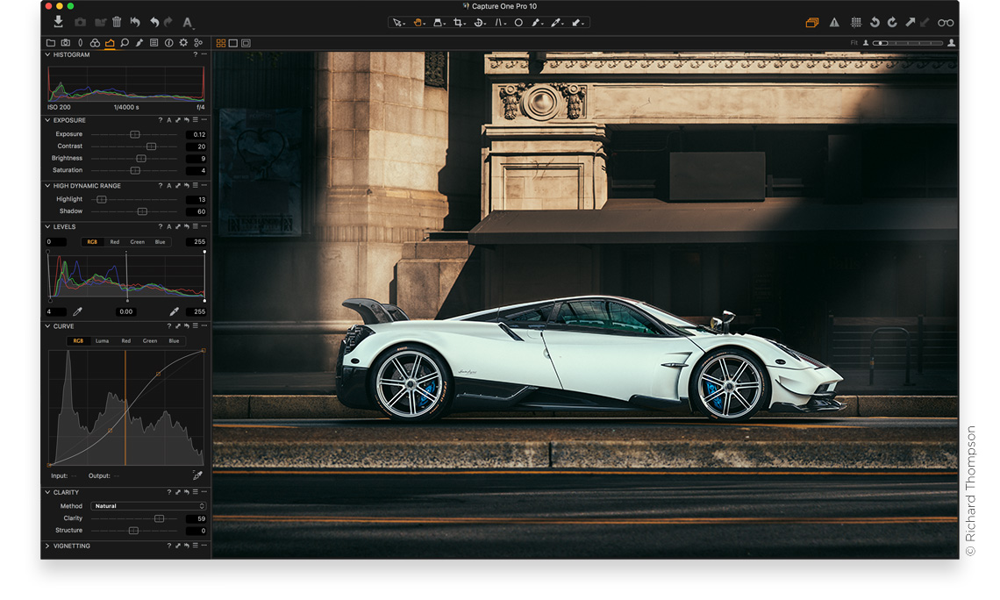 Capture One Pro 10
A
Fit
HISTOGRAM ?
ISO 200 1/4000 s f/4
EXPOSURE ? A
Exposure 0.12
Contrast 20
Brightness 9
Saturation 4
HIGH DYNAMIC RANGE ? A
Highlight 13
Shadow 60
LEVELS ? A
0 RGB Red Green Blue 255
4 0.00 255
CURVE ?
RGB Luma Red Green Blue
Input: -- Output: --
CLARITY ?
Method Natural
Clarity 59
Structure 0
VIGNETTING ?
© Richard Thompson